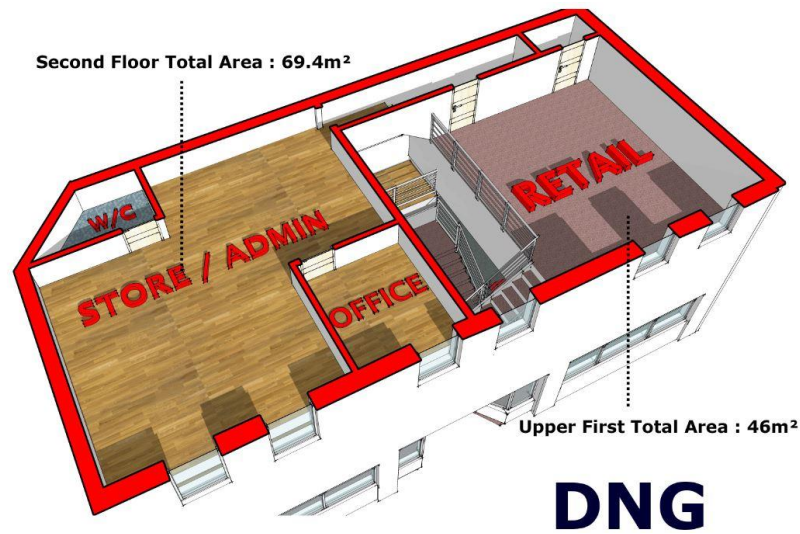 Second Floor Total Area : 69.4m²
RETAIL
W/C
STORE / ADMIN
OFFICE
Upper First Total Area : 46m²
DNG